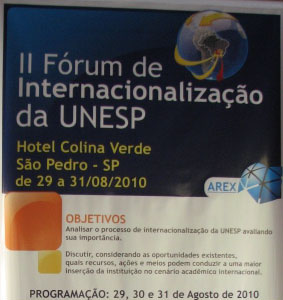 II Fórum de
Internacionalização
da UNESP
Hotel Colina Verde
São Pedro - SP
de 29 a 31/08/2010
AREX
OBJETIVOS
Analisar o processo de internacionalização da UNESP avaliando
sua importância.
Discutir, considerando as oportunidades existentes,
quais recursos, ações e meios podem conduzir a uma maior
inserção da instituição no cenário acadêmico internacional.
PROGRAMAÇÃO: 29, 30 e 31 de Agosto de 2010